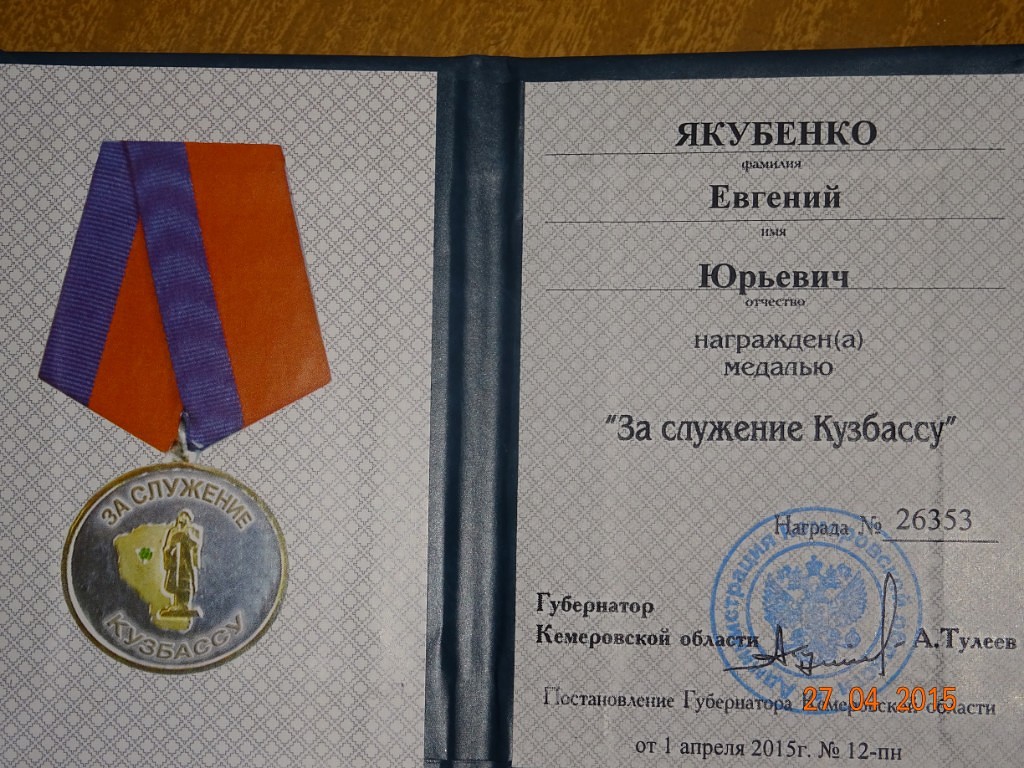 ЗА СЛУЖЕНИЕ
КУЗБАССУ
ЯКУБЕНКО
фамилия
Евгений
имя
Юрьевич
отчество
награжден(а)
медалью
"За служение Кузбассу"
Награда № 26353
Губернатор
Кемеровской области А.Тулеев
Постановление Губернатора Кемеровской области
от 1 апреля 2015г. № 12-пн
27 04 2015